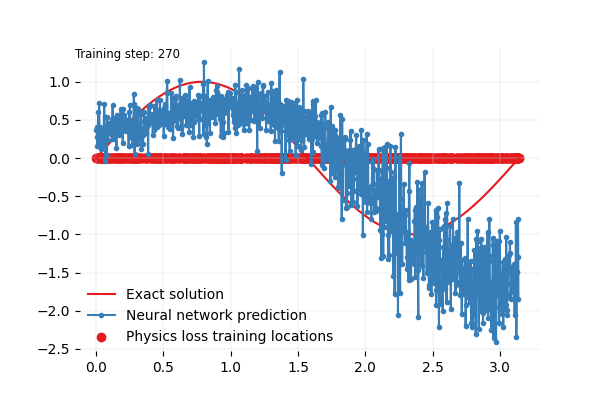 Training step: 270
1.0
0.5
0.0
−0.5
−1.0
−1.5
−2.0
−2.5
Exact solution
Neural network prediction
Physics loss training locations
0.0 0.5 1.0 1.5 2.0 2.5 3.0